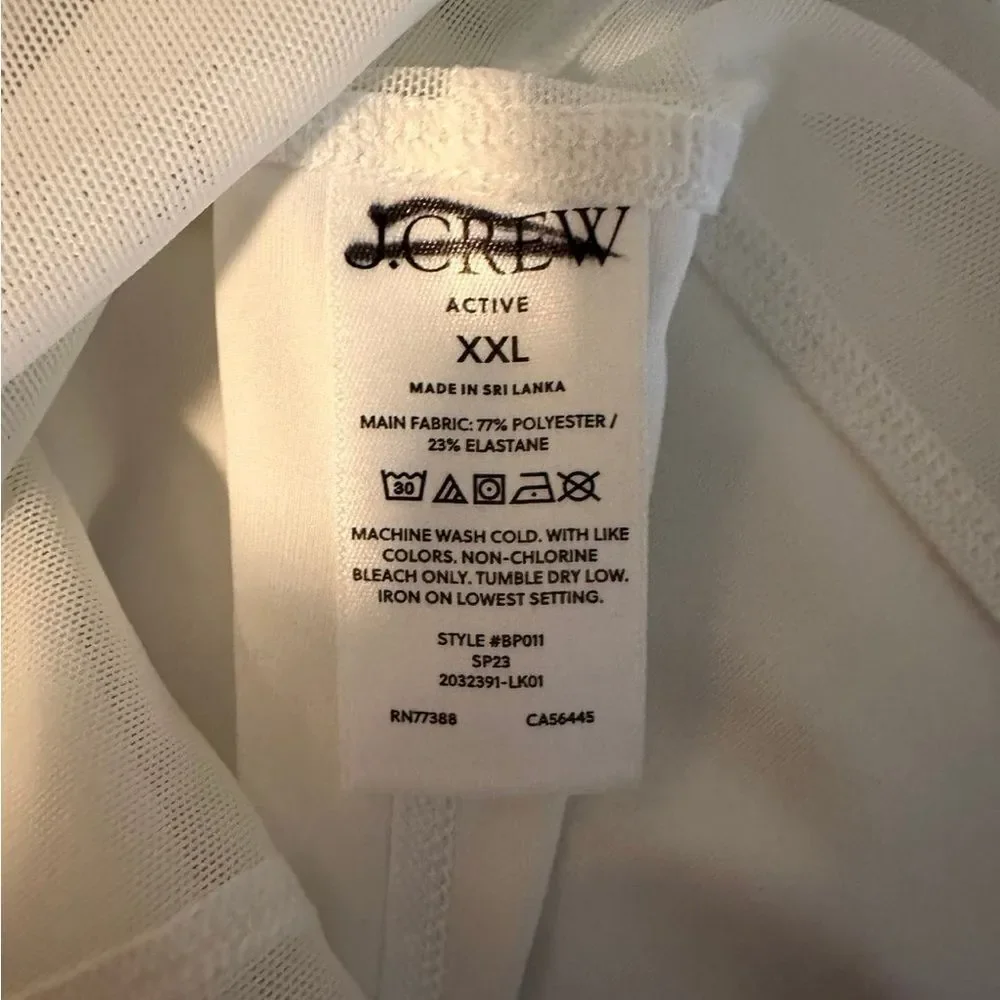 J.CREW
ACTIVE
XXL
MADE IN SRI LANKA
MAIN FABRIC: 77% POLYESTER /
23% ELASTANE
30
MACHINE WASH COLD. WITH LIKE
COLORS. NON-CHLORINE
BLEACH ONLY. TUMBLE DRY LOW.
IRON ON LOWEST SETTING.
STYLE #BP011
SP23
2032391-LK01
RN77388 CA56445